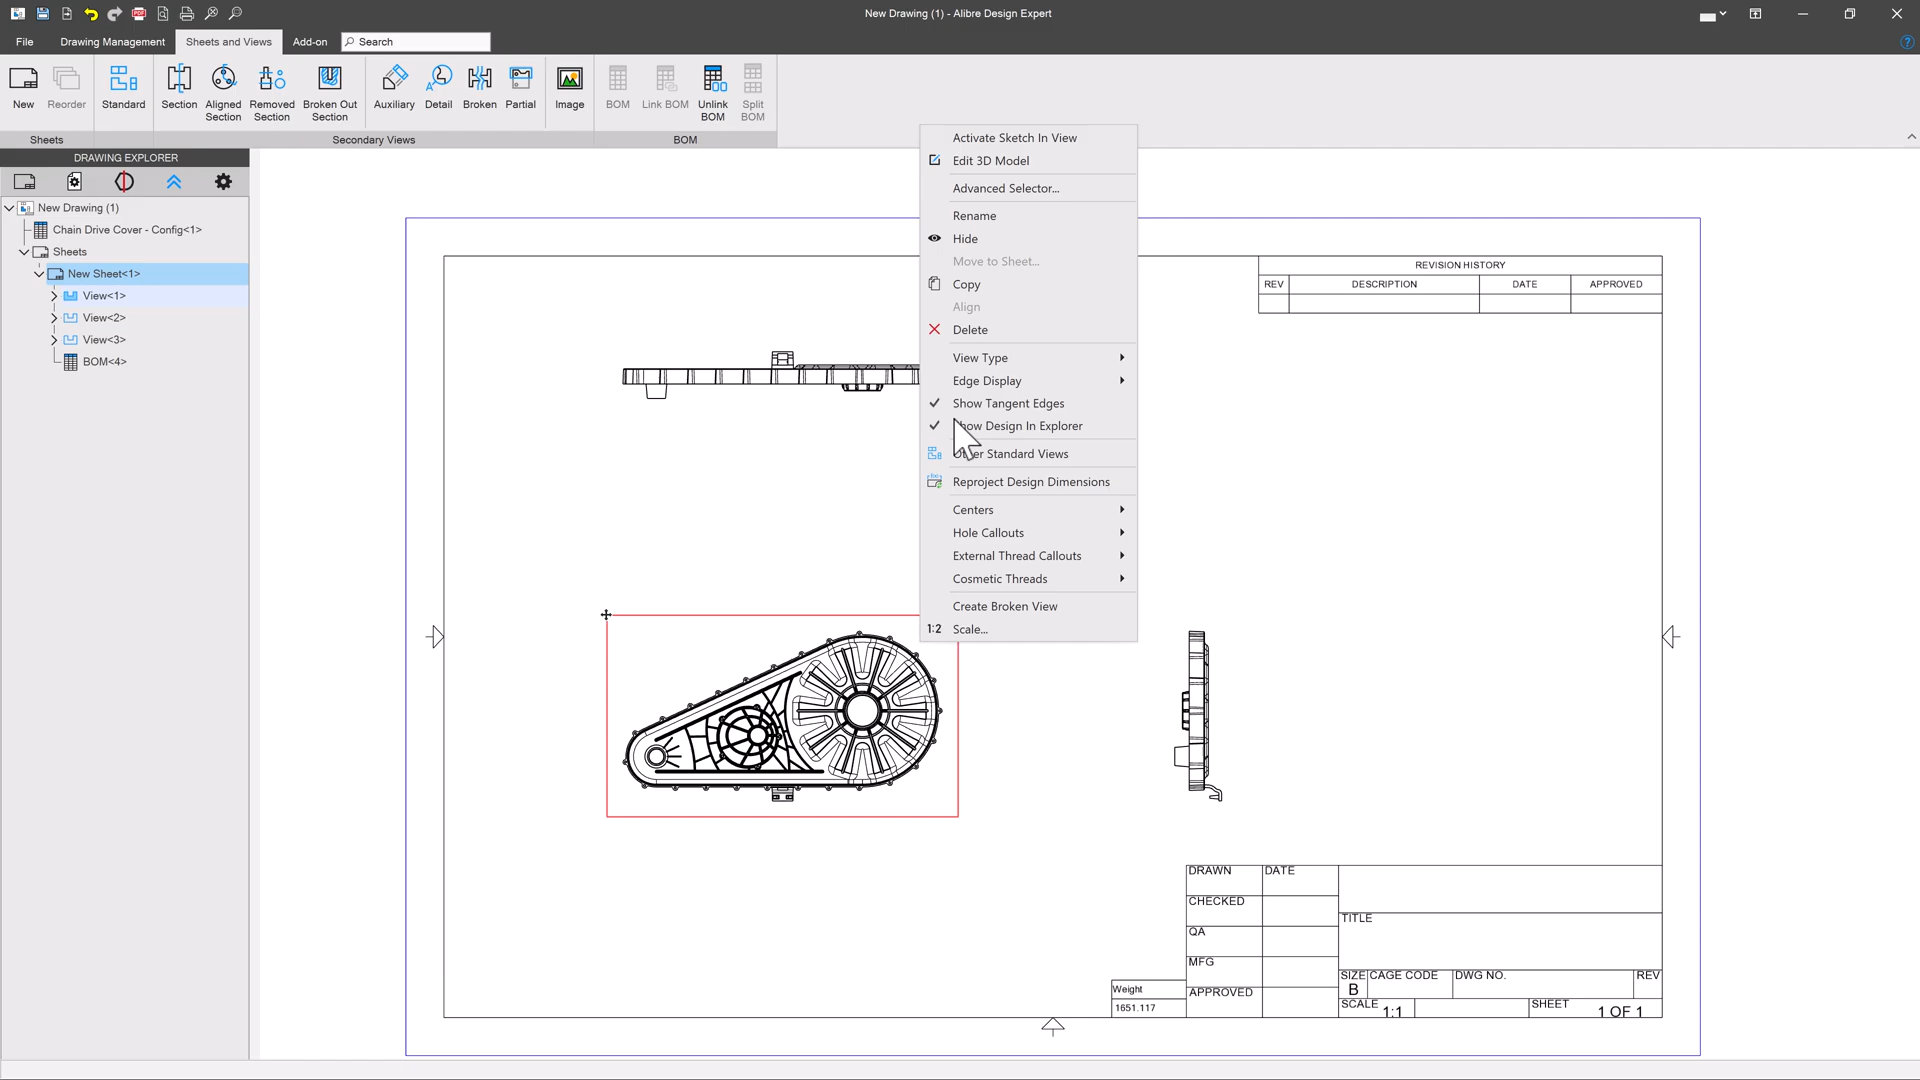 New Drawing (1) - Alibre Design Expert
File
Drawing Management
Sheets and Views
Add-on
Search
New
Reorder
Standard
Section
Aligned
Section
Removed
Section
Broken Out
Section
Auxiliary
Detail
Broken
Partial
Image
BOM
Link BOM
Unlink
BOM
Split
BOM
Sheets
Secondary Views
BOM
DRAWING EXPLORER
New Drawing (1)
Chain Drive Cover - Config<1>
Sheets
New Sheet<1>
View<1>
View<2>
View<3>
BOM<4>
Activate Sketch In View
Edit 3D Model
Advanced Selector...
Rename
Hide
Move to Sheet...
Copy
Align
Delete
View Type
Edge Display
Show Tangent Edges
Show Design In Explorer
Other Standard Views
Reproject Design Dimensions
Centers
Hole Callouts
External Thread Callouts
Cosmetic Threads
Create Broken View
1:2 Scale...
REVISION HISTORY
REV DESCRIPTION DATE APPROVED
DRAWN DATE
CHECKED
QA
MFG
APPROVED
TITLE
SIZE CAGE CODE DWG NO. REV
B
SCALE 1:1 SHEET 1 OF 1
Weight
1651.117